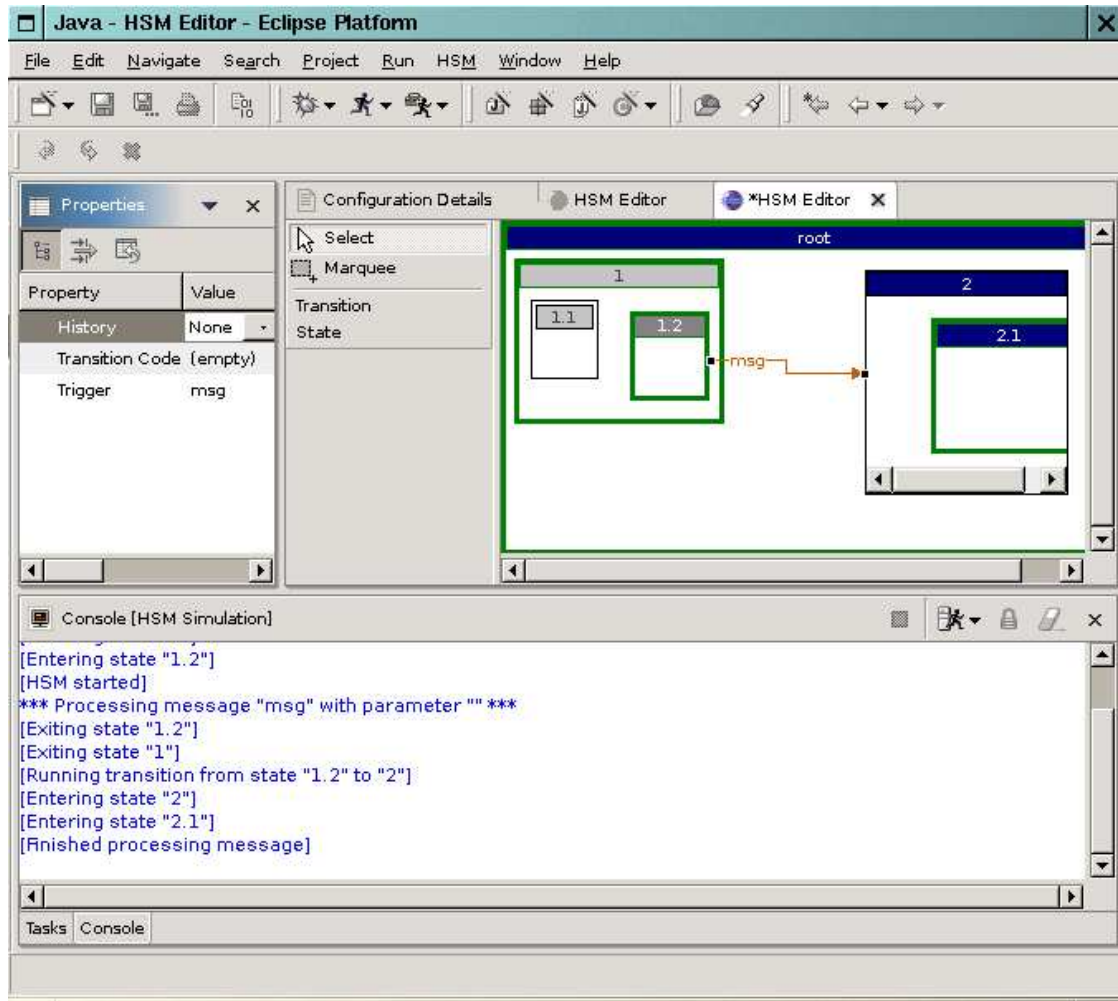 Java - HSM Editor - Eclipse Platform
File Edit Navigate Search Project Run HSM Window Help
Properties
Configuration Details
HSM Editor
*HSM Editor
Property Value
History None
Transition Code (empty)
Trigger msg
Select
Marquee
Transition
State
root
1
1.1
1.2
msg
2
2.1
Console [HSM Simulation]
[Entering state "1.2"]
[HSM started]
*** Processing message "msg" with parameter "" ***
[Exiting state "1.2"]
[Exiting state "1"]
[Running transition from state "1.2" to "2"]
[Entering state "2"]
[Entering state "2.1"]
[Finished processing message]
Tasks Console